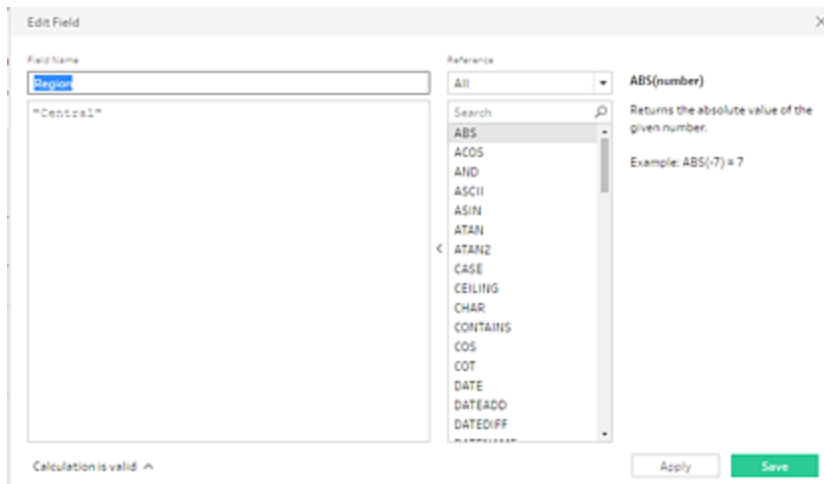 Edit Field
Field Name
Region
"Central"
Reference
All
Search
ABS
ACOS
AND
ASCII
ASIN
ATAN
ATAN2
CASE
CEILING
CHAR
CONTAINS
COS
COT
DATE
DATEADD
DATEDIFF
DATENAME
ABS(number)
Returns the absolute value of the
given number.
Example: ABS(-7) = 7
Calculation is valid
Apply
Save